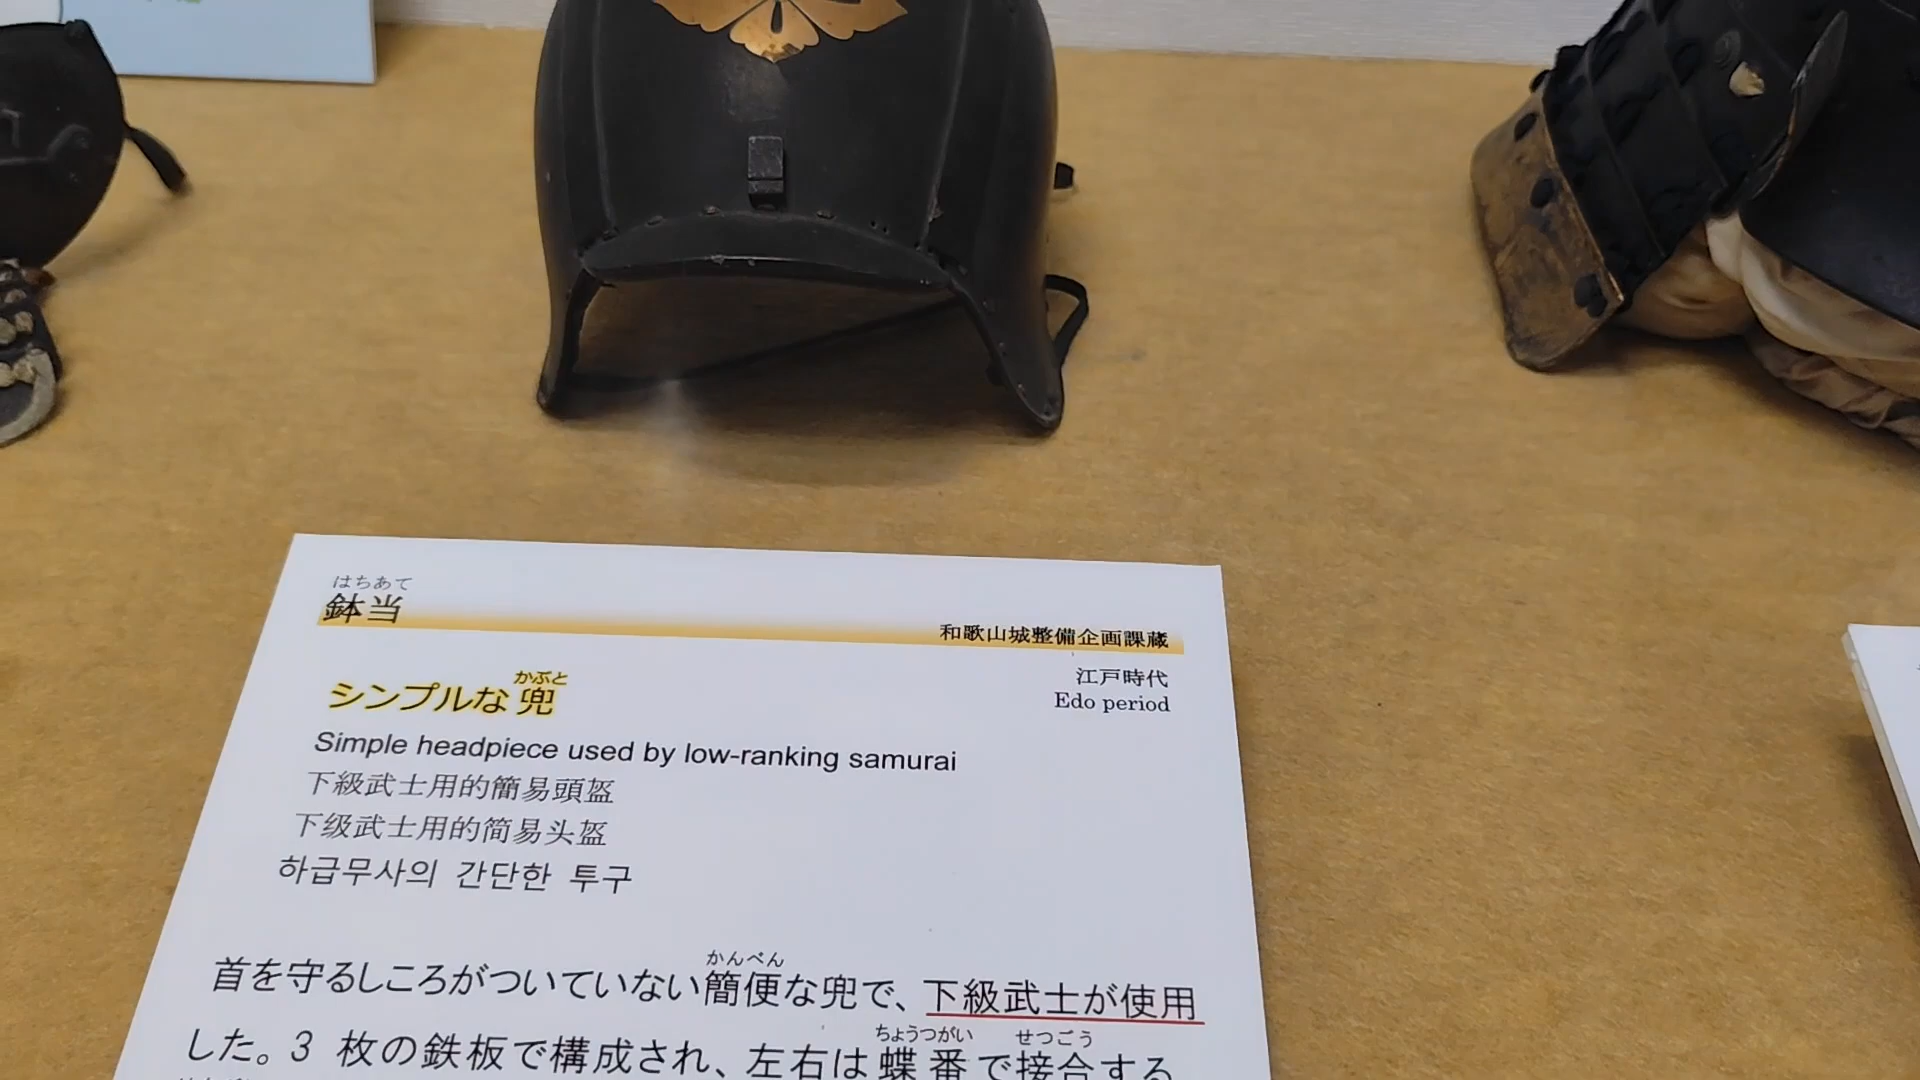 はちあて
鉢当
和歌山城整備企画課蔵
江戸時代
Edo period
かぶと
シンプルな兜
Simple headpiece used by low-ranking samurai
下級武士用的簡易頭盔
下级武士用的简易头盔
하급무사의 간단한 투구
かんべん
首を守るしころがついていない簡便な兜で、下級武士が使用
ちょうつがい せつごう
した。3 枚の鉄板で構成され、左右は蝶番で接合する